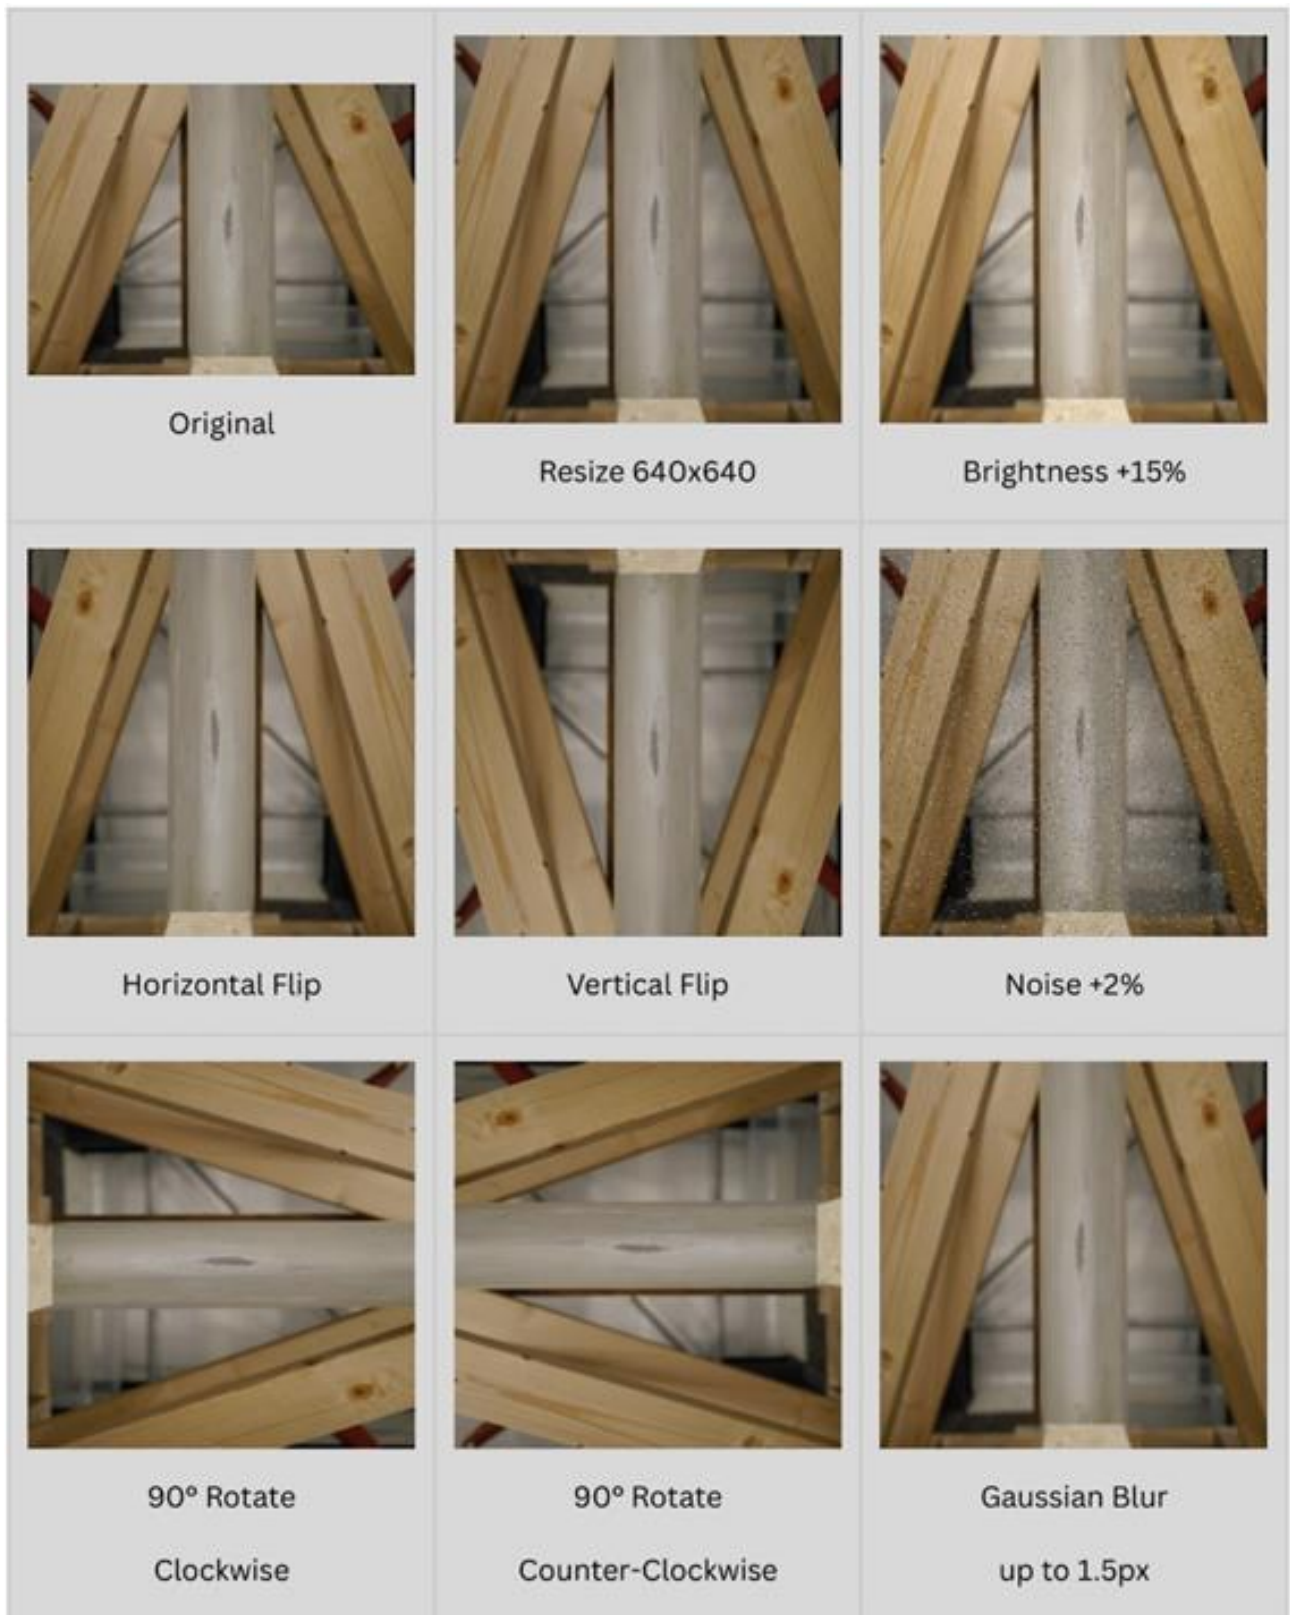 Original
Resize 640x640
Brightness +15%
Horizontal Flip
Vertical Flip
Noise +2%
90° Rotate
Clockwise
90° Rotate
Counter-Clockwise
Gaussian Blur
up to 1.5px